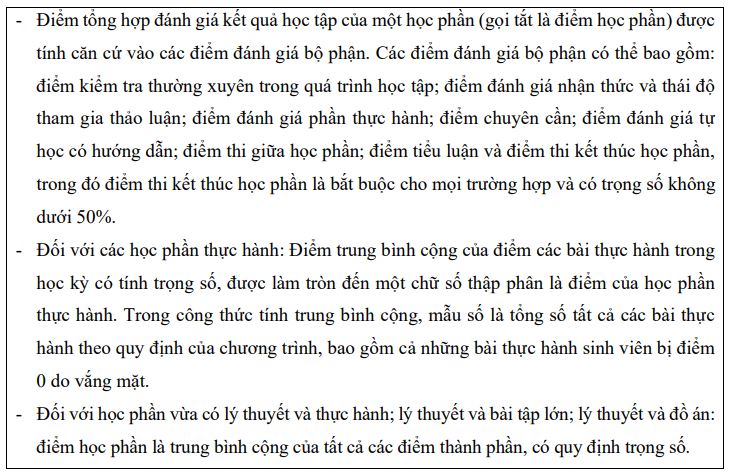 - Điểm tổng hợp đánh giá kết quả học tập của một học phần (gọi tắt là điểm học phần) được
tính căn cứ vào các điểm đánh giá bộ phận. Các điểm đánh giá bộ phận có thể bao gồm:
điểm kiểm tra thường xuyên trong quá trình học tập; điểm đánh giá nhận thức và thái độ
tham gia thảo luận; điểm đánh giá phần thực hành; điểm chuyên cần; điểm đánh giá tự
học có hướng dẫn; điểm thi giữa học phần; điểm tiểu luận và điểm thi kết thúc học phần,
trong đó điểm thi kết thúc học phần là bắt buộc cho mọi trường hợp và có trọng số không
dưới 50%.
- Đối với các học phần thực hành: Điểm trung bình cộng của điểm các bài thực hành trong
học kỳ có tính trọng số, được làm tròn đến một chữ số thập phân là điểm của học phần
thực hành. Trong công thức tính trung bình cộng, mẫu số là tổng số tất cả các bài thực
hành theo quy định của chương trình, bao gồm cả những bài thực hành sinh viên bị điểm
0 do vắng mặt.
- Đối với học phần vừa có lý thuyết và thực hành; lý thuyết và bài tập lớn; lý thuyết và đồ án:
điểm học phần là trung bình cộng của tất cả các điểm thành phần, có quy định trọng số.